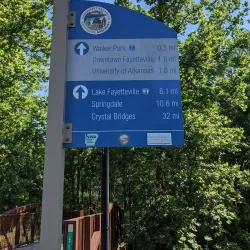 Walker Park 0.3 mi
Downtown Fayetteville 1.0 mi
University of Arkansas 1.6 mi
Lake Fayetteville 8.1 mi
Springdale 10.6 mi
Crystal Bridges 32 mi